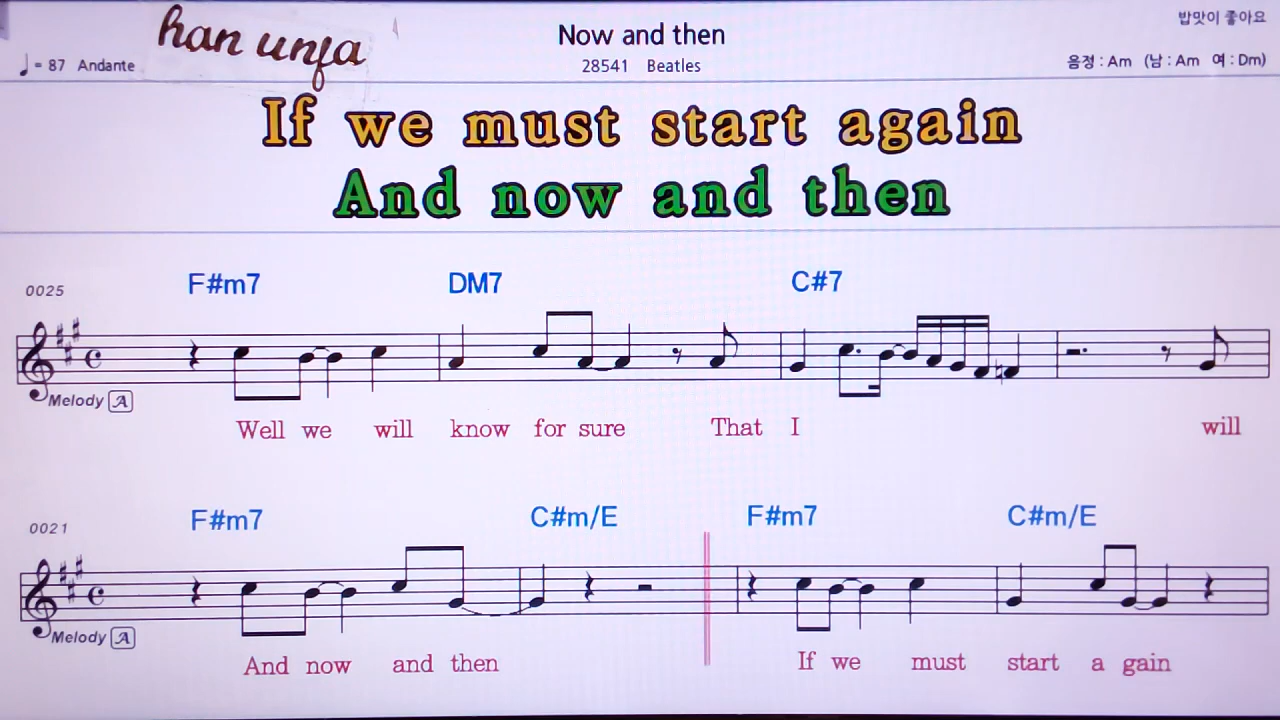 han unfa
Now and then
밥맛이 좋아요
♩= 87 Andante
28541 Beatles
음정 : Am (남 : Am 여 : Dm)
If we must start again
And now and then
0025
F#m7 DM7 C#7
Melody A
Well we will know for sure That I will
0021
F#m7 C#m/E F#m7 C#m/E
Melody A
And now and then If we must start a gain